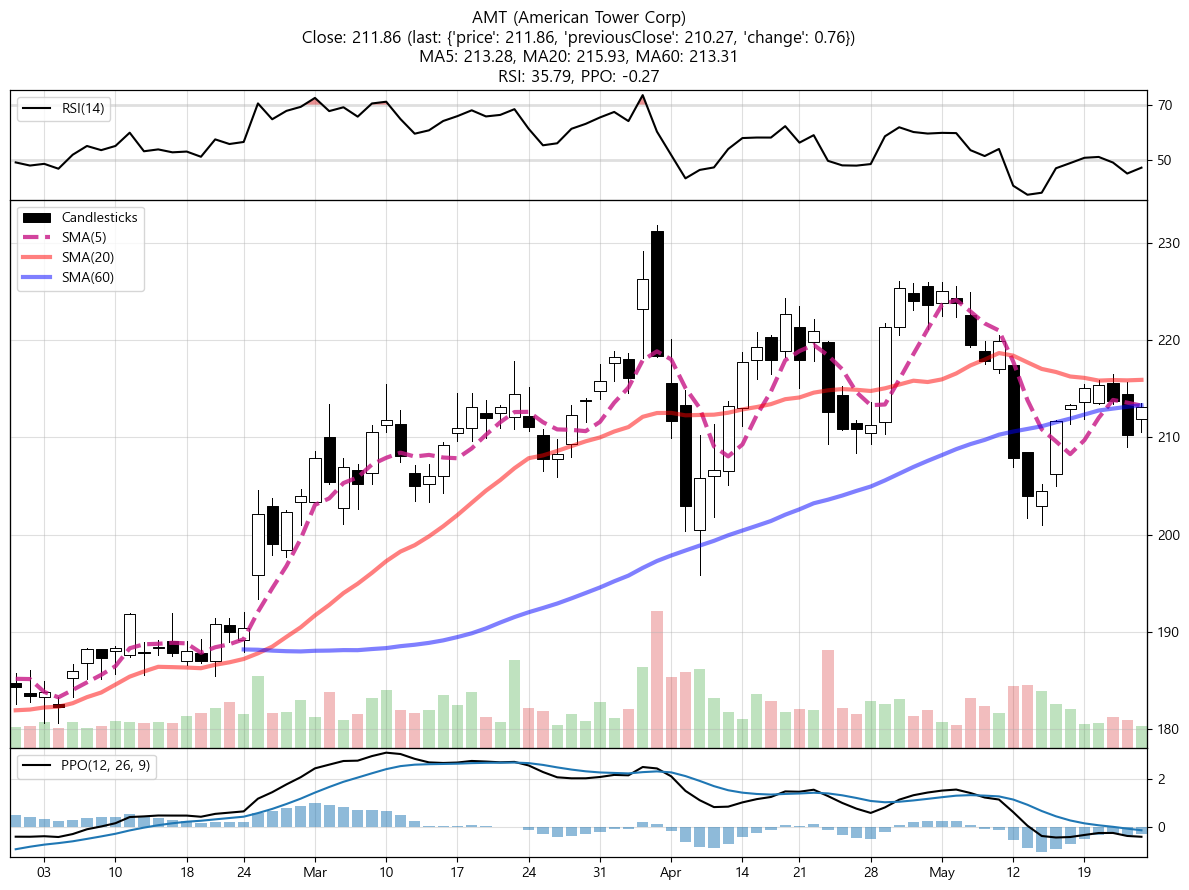 AMT (American Tower Corp)
Close: 211.86 (last: {'price': 211.86, 'previousClose': 210.27, 'change': 0.76})
MA5: 213.28, MA20: 215.93, MA60: 213.31
RSI: 35.79, PPO: -0.27
RSI(14)
70
50
Candlesticks
SMA(5)
SMA(20)
SMA(60)
230
220
210
200
190
180
PPO(12, 26, 9)
2
0
03 10 18 24 Mar 10 17 24 31 Apr 14 21 28 May 12 19